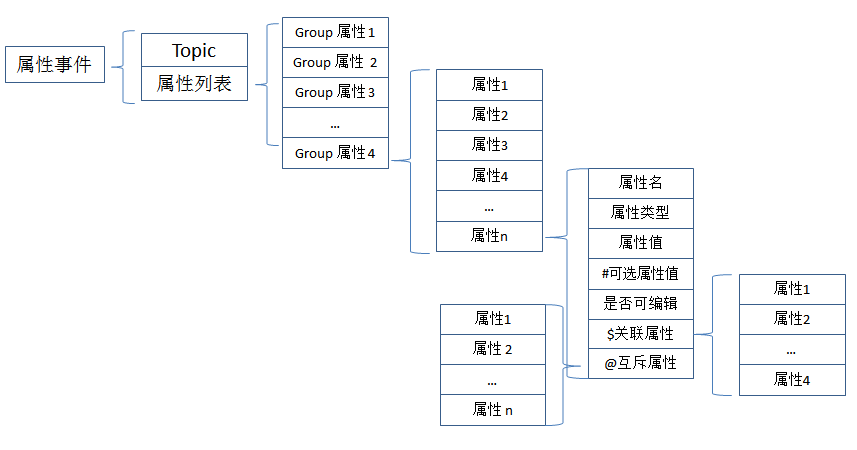 属性事件
Topic
属性列表
Group 属性1
Group 属性 2
Group 属性3
...
Group 属性4
属性1
属性2
属性3
属性4
...
属性n
属性名
属性类型
属性值
#可选属性值
是否可编辑
$关联属性
@互斥属性
属性1
属性 2
...
属性 n
属性1
属性2
...
属性4